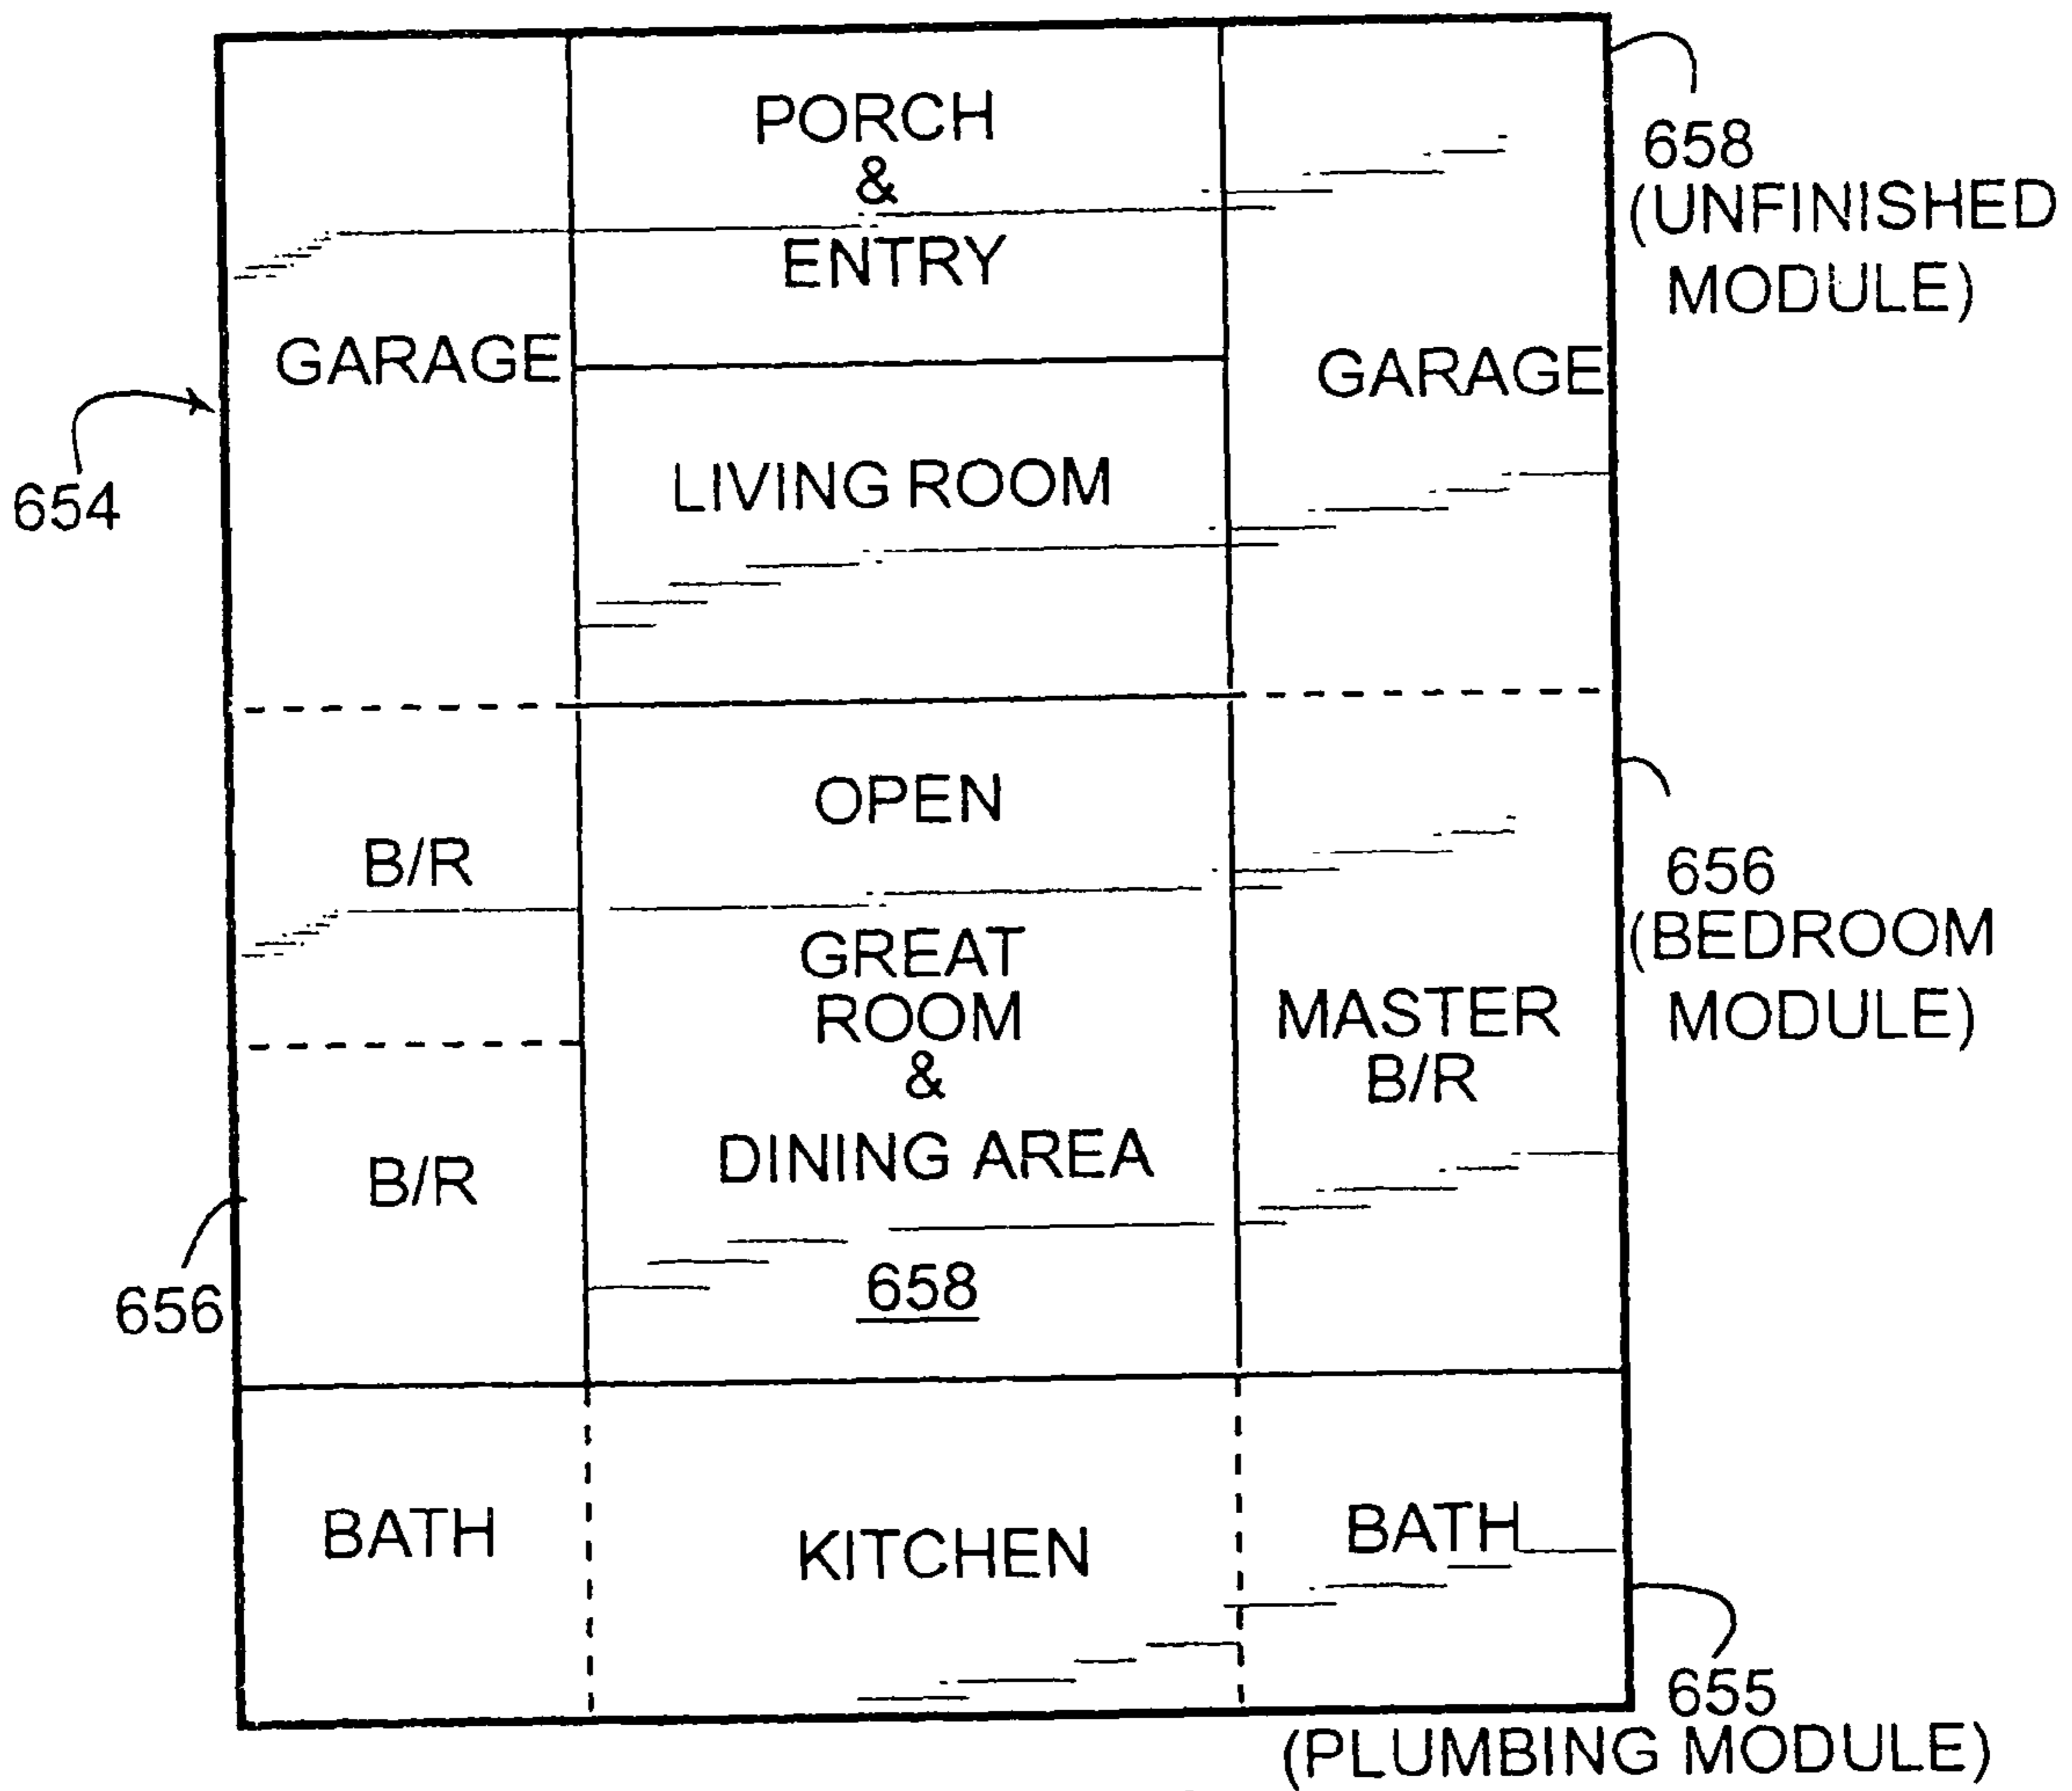 PORCH
&
ENTRY
658
(UNFINISHED
MODULE)
GARAGE
GARAGE
654
LIVING ROOM
OPEN
B/R
656
(BEDROOM
MODULE)
GREAT
ROOM
&
DINING AREA
658
MASTER
B/R
B/R
656
BATH
KITCHEN
BATH
655
(PLUMBING MODULE)